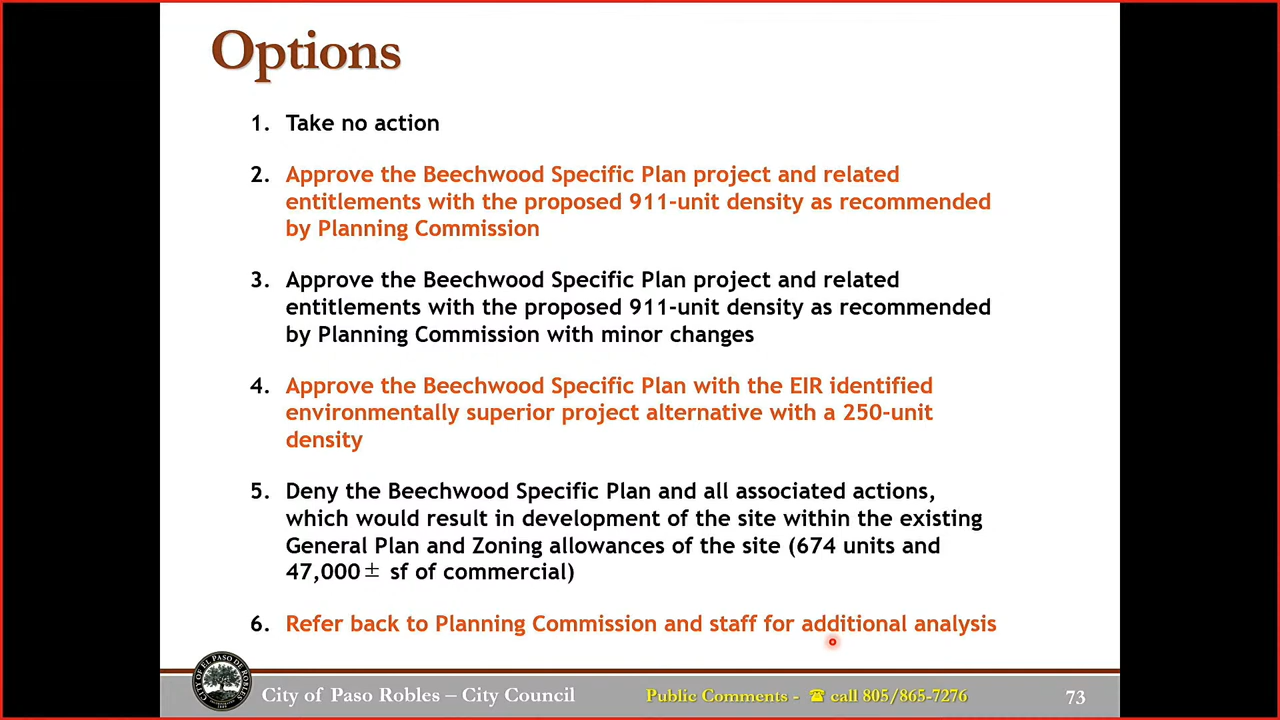 Options
1. Take no action
2. Approve the Beechwood Specific Plan project and related
entitlements with the proposed 911-unit density as recommended
by Planning Commission
3. Approve the Beechwood Specific Plan project and related
entitlements with the proposed 911-unit density as recommended
by Planning Commission with minor changes
4. Approve the Beechwood Specific Plan with the EIR identified
environmentally superior project alternative with a 250-unit
density
5. Deny the Beechwood Specific Plan and all associated actions,
which would result in development of the site within the existing
General Plan and Zoning allowances of the site (674 units and
47,000± sf of commercial)
6. Refer back to Planning Commission and staff for additional analysis
City of Paso Robles – City Council
Public Comments - ☎ call 805/865-7276
73